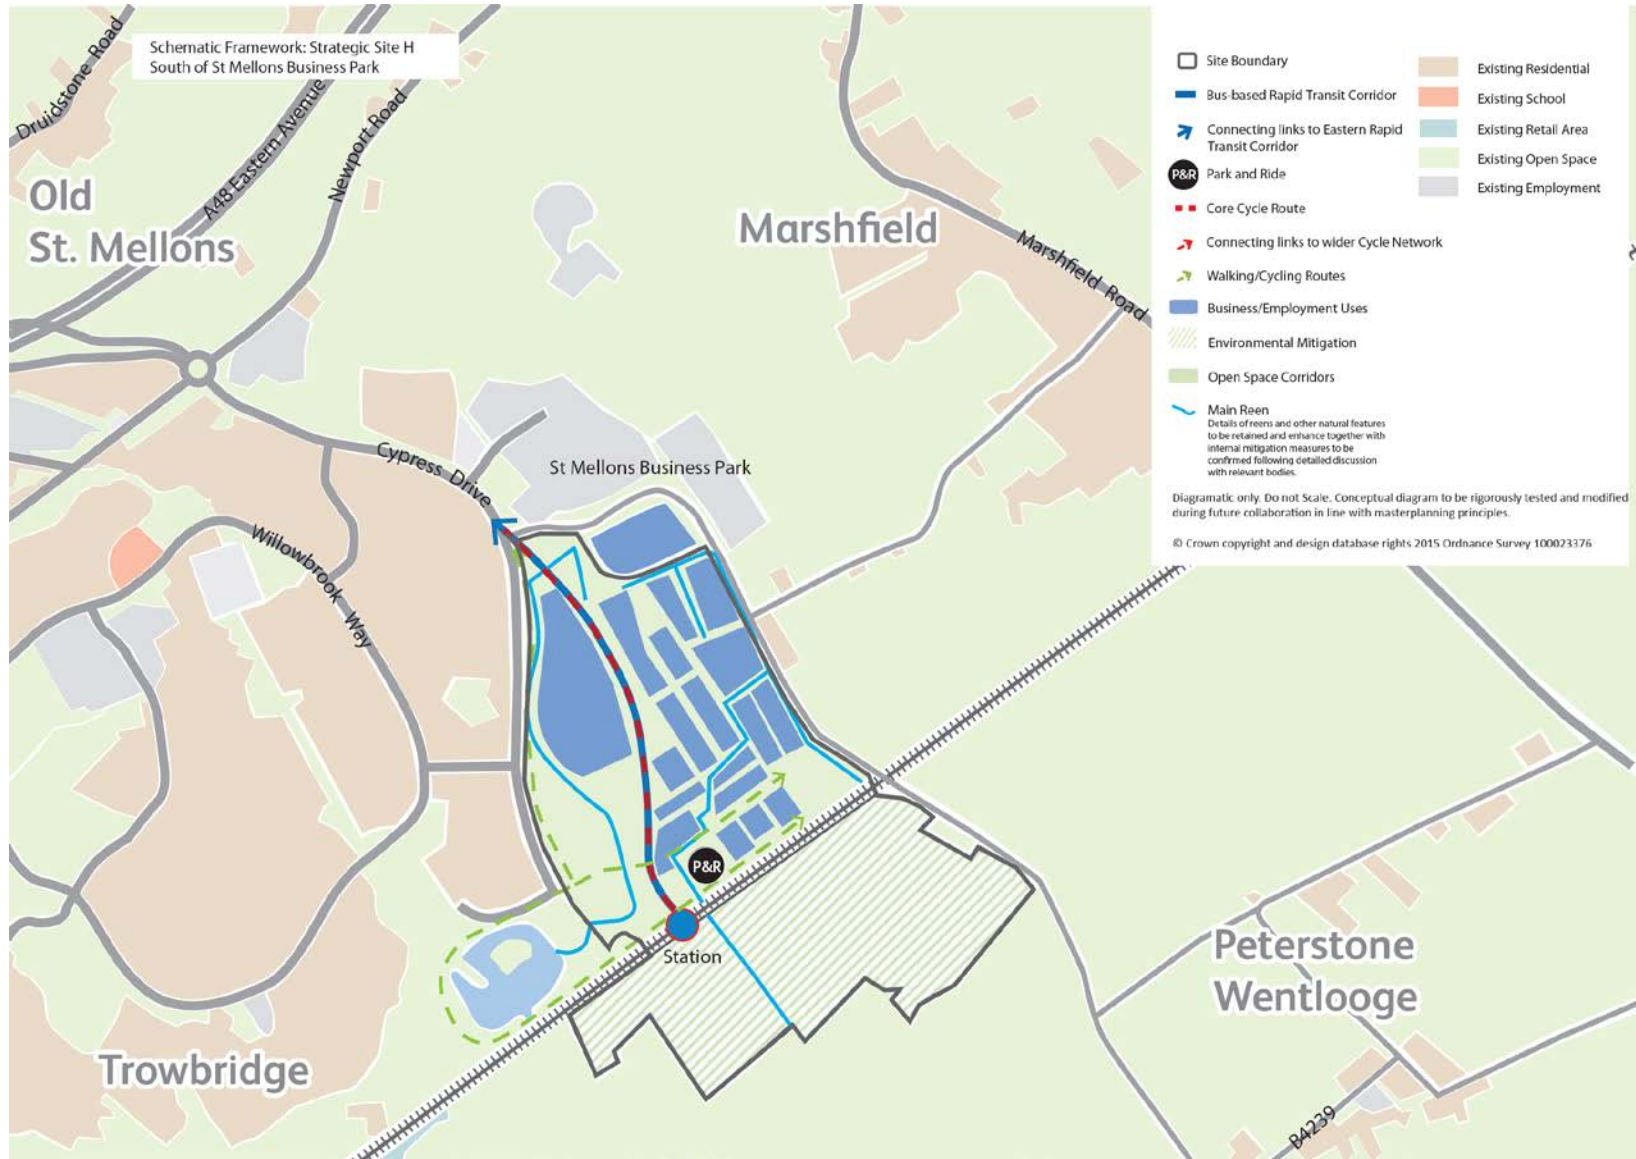 Schematic Framework: Strategic Site H
South of St Mellons Business Park
Druidstone Road
A48 Eastern Avenue
Newport Road
Old
St. Mellons
Marshfield
Marshfield Road
Cypress Drive
St Mellons Business Park
Willowbrook Way
P&R
Station
Trowbridge
Peterstone
Wentlooge
B4239
Site Boundary
Bus-based Rapid Transit Corridor
Connecting links to Eastern Rapid
Transit Corridor
P&R
Park and Ride
Core Cycle Route
Connecting links to wider Cycle Network
Walking/Cycling Routes
Business/Employment Uses
Environmental Mitigation
Open Space Corridors
Main Reen
Details of reens and other natural features
to be retained and enhance together with
internal mitigation measures to be
confirmed following detailed discussion
with relevant bodies.
Existing Residential
Existing School
Existing Retail Area
Existing Open Space
Existing Employment
Diagramatic only. Do not Scale. Conceptual diagram to be rigorously tested and modified
during future collaboration in line with masterplanning principles.
© Crown copyright and design database rights 2015 Ordnance Survey 100023376